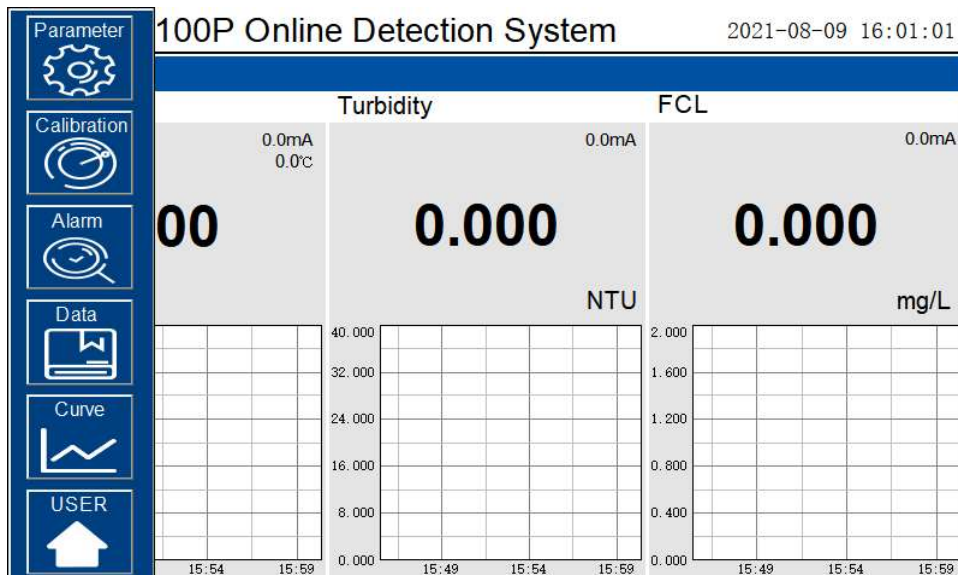 Parameter
100P Online Detection System
2021-08-09 16:01:01
Calibration
Alarm
Data
Curve
USER
0.0mA
0.0℃
00
15:54 15:59
Turbidity
0.0mA
0.000
NTU
40.000
32.000
24.000
16.000
8.000
0.000
15:49 15:54 15:59
FCL
0.0mA
0.000
mg/L
2.000
1.600
1.200
0.800
0.400
0.000
15:49 15:54 15:59